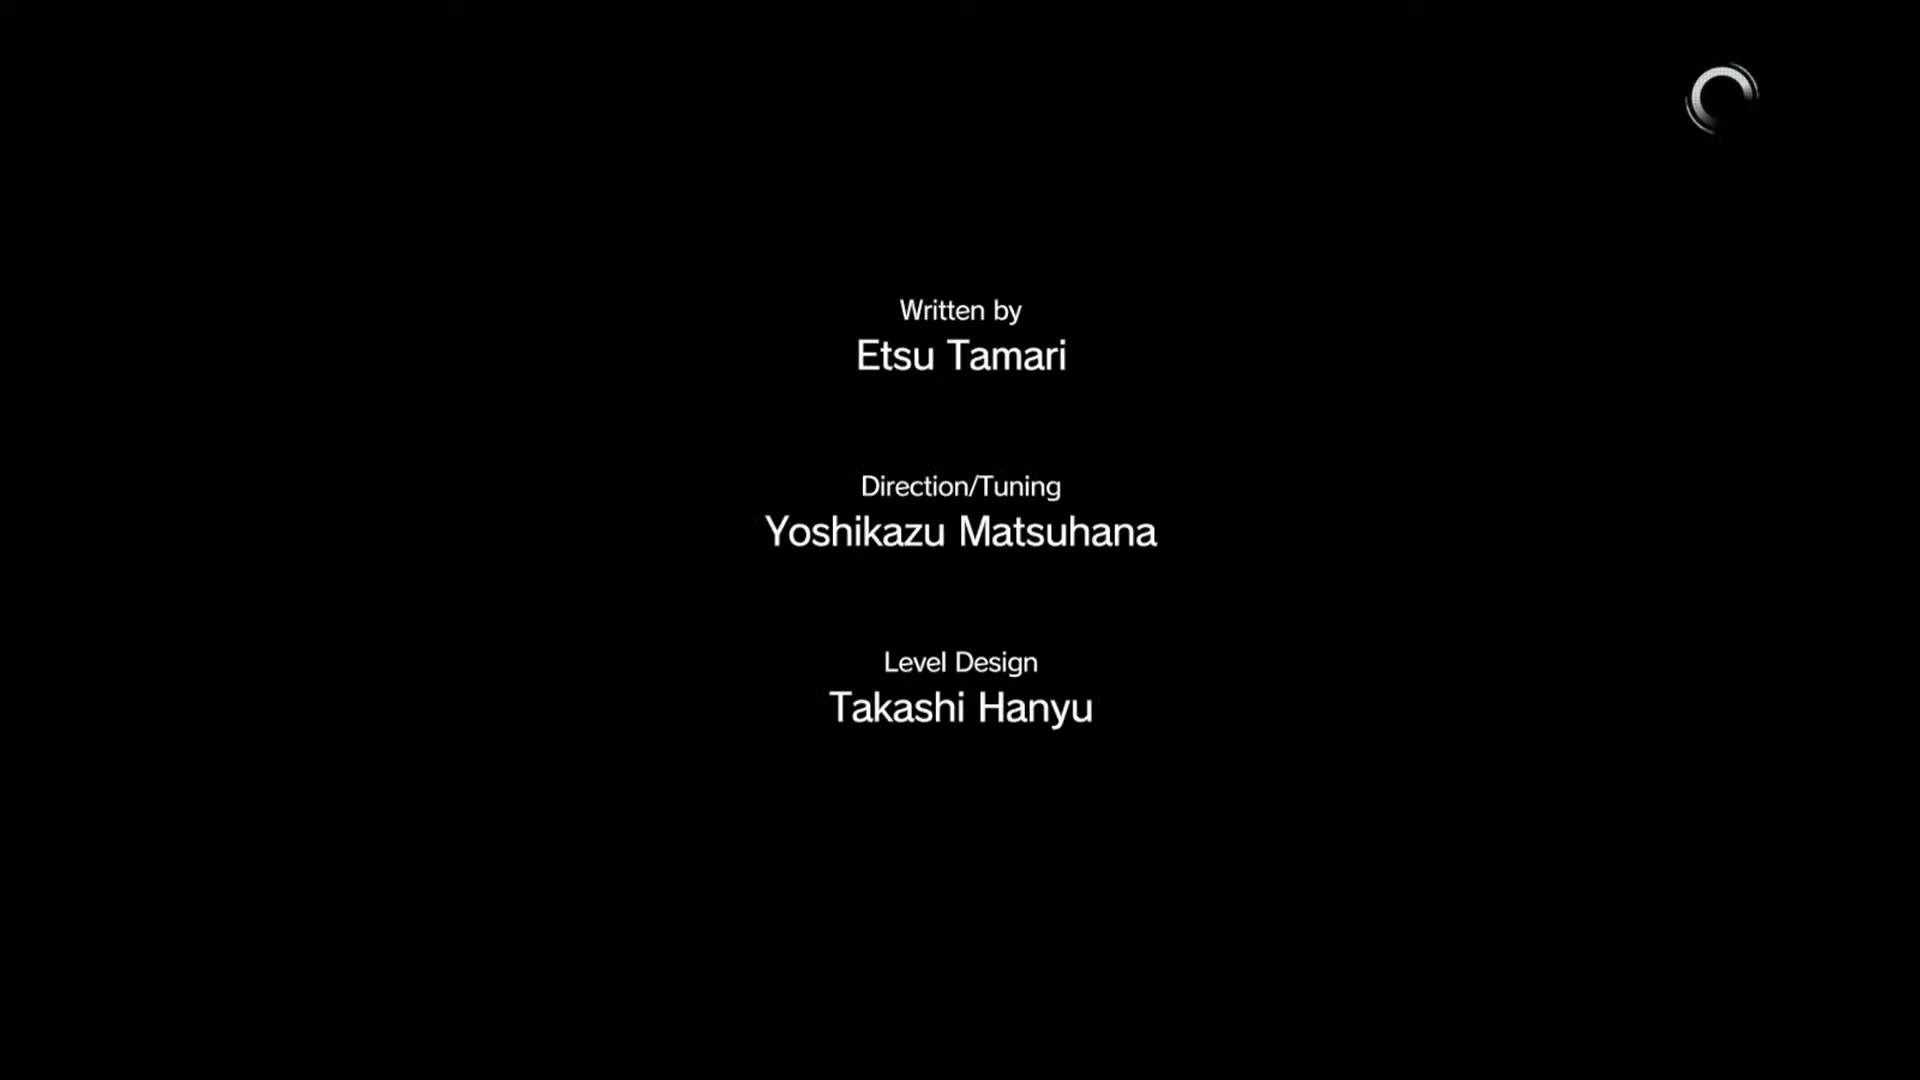 Written by
Etsu Tamari
Direction/Tuning
Yoshikazu Matsuhana
Level Design
Takashi Hanyu